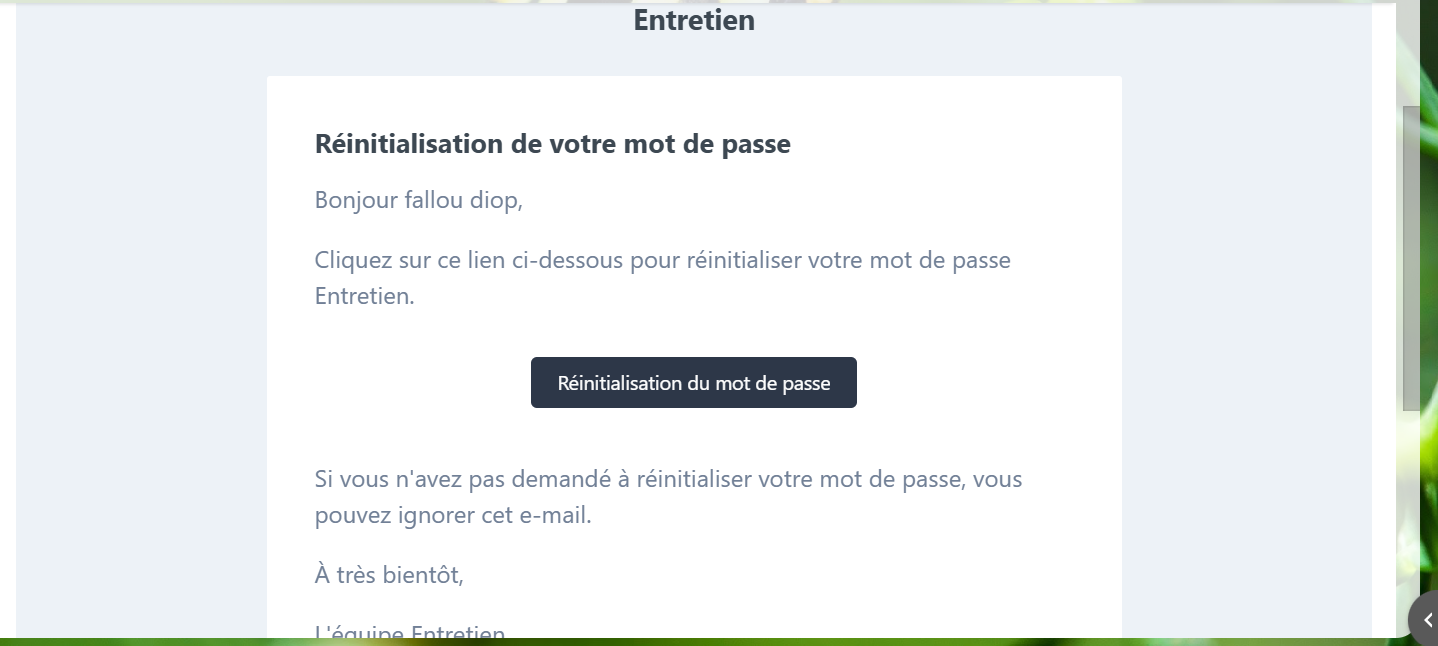 Entretien
Réinitialisation de votre mot de passe
Bonjour fallou diop,
Cliquez sur ce lien ci-dessous pour réinitialiser votre mot de passe
Entretien.
Réinitialisation du mot de passe
Si vous n'avez pas demandé à réinitialiser votre mot de passe, vous
pouvez ignorer cet e-mail.
À très bientôt,
L'équipe Entretien